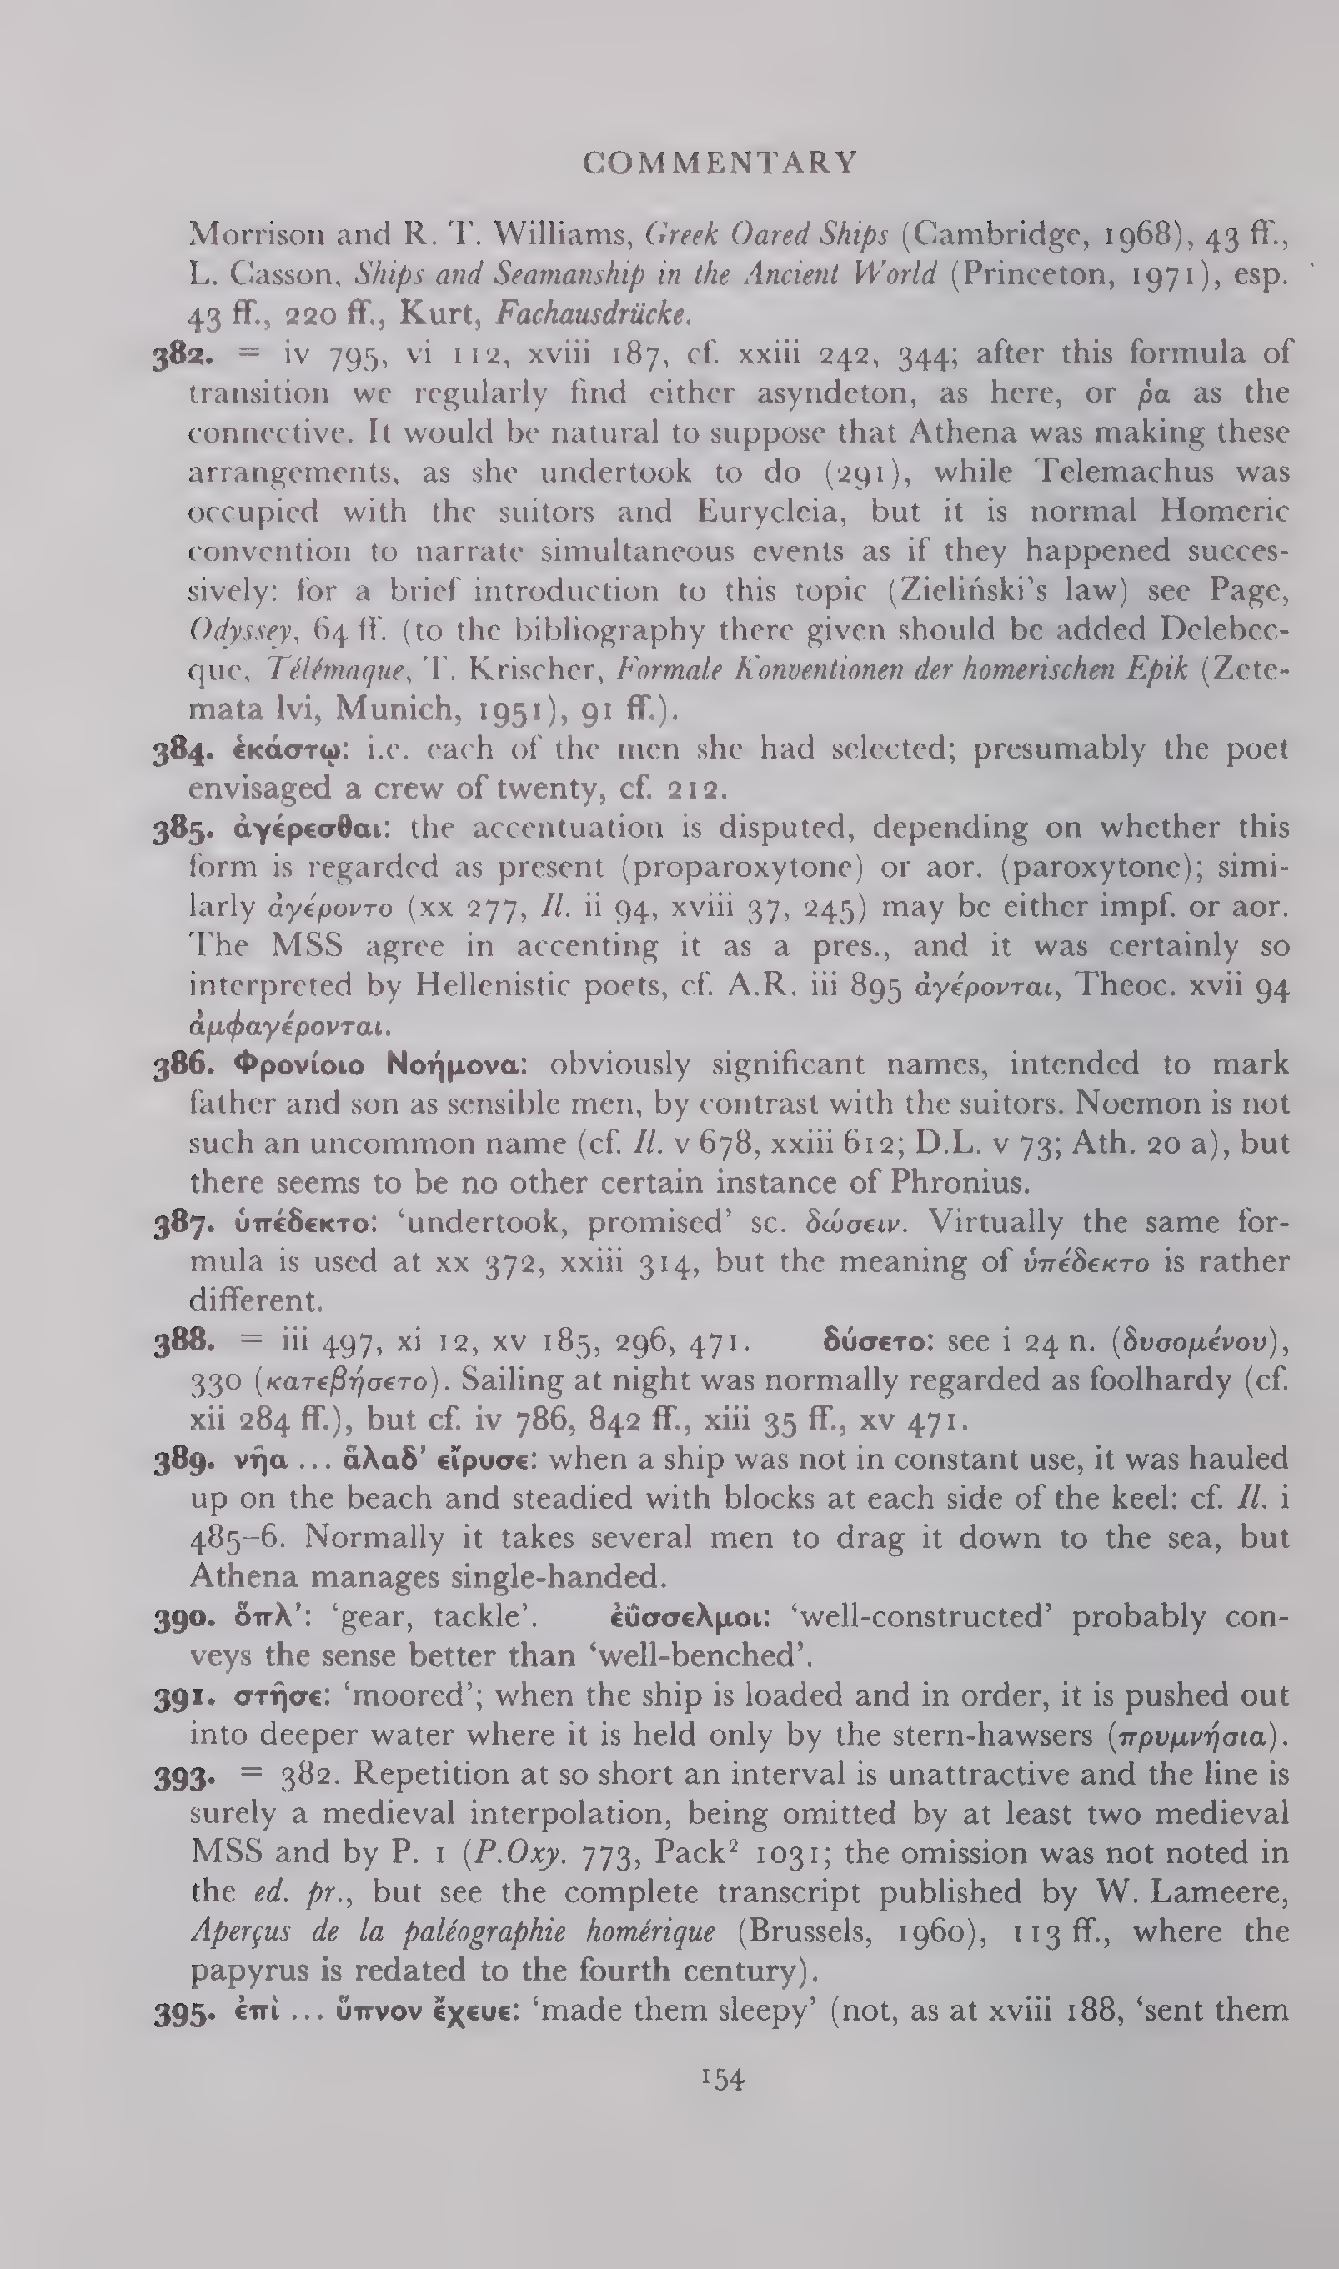 COMMENTARY
Morrison and R. T. Williams, Greek Oared Ships (Cambridge, 1968), 43 ff.,
L. Casson, Ships and Seamanship in the Ancient World (Princeton, 1971), esp.
43 ff., 220 ff., Kurt, Fachausdrücke.
382. = iv 795, vi 112, xviii 187, cf. xxiii 242, 344; after this formula of
transition we regularly find either asyndeton, as here, or ῥα as the
connective. It would be natural to suppose that Athena was making these
arrangements, as she undertook to do (291), while Telemachus was
occupied with the suitors and Eurycleia, but it is normal Homeric
convention to narrate simultaneous events as if they happened succes-
sively: for a brief introduction to this topic (Zieliński's law) see Page,
Odyssey, 64 ff. (to the bibliography there given should be added Delebec-
que, Télémaque, T. Krischer, Formale Konventionen der homerischen Epik (Zete-
mata lvi, Munich, 1951), 91 ff.).
384. ἑκάστῳ: i.e. each of the men she had selected; presumably the poet
envisaged a crew of twenty, cf. 212.
385. ἀγέρεσθαι: the accentuation is disputed, depending on whether this
form is regarded as present (proparoxytone) or aor. (paroxytone); simi-
larly ἀγέροντο (xx 277, Il. ii 94, xviii 37, 245) may be either impf. or aor.
The MSS agree in accenting it as a pres., and it was certainly so
interpreted by Hellenistic poets, cf. A.R. iii 895 ἀγέρονται, Theoc. xvii 94
ἀμφαγέρονται.
386. Φρονίοιο Νοήμονα: obviously significant names, intended to mark
father and son as sensible men, by contrast with the suitors. Noemon is not
such an uncommon name (cf. Il. v 678, xxiii 612; D.L. v 73; Ath. 20 a), but
there seems to be no other certain instance of Phronius.
387. ὑπέδεκτο: ‘undertook, promised’ sc. δώσειν. Virtually the same for-
mula is used at xx 372, xxiii 314, but the meaning of ὑπέδεκτο is rather
different.
388. = iii 497, xi 12, xv 185, 296, 471. δύσετο: see i 24 n. (δυσομένου),
330 (κατεβήσετο). Sailing at night was normally regarded as foolhardy (cf.
xii 284 ff.), but cf. iv 786, 842 ff., xiii 35 ff., xv 471.
389. νῆα ... ἅλαδ’ εἴρυσε: when a ship was not in constant use, it was hauled
up on the beach and steadied with blocks at each side of the keel: cf. Il. i
485–6. Normally it takes several men to drag it down to the sea, but
Athena manages single-handed.
390. ὅπλ’: ‘gear, tackle’. ἐΰσσελμοι: ‘well-constructed’ probably con-
veys the sense better than ‘well-benched’.
391. στῆσε: ‘moored’; when the ship is loaded and in order, it is pushed out
into deeper water where it is held only by the stern-hawsers (πρυμνήσια).
393. = 382. Repetition at so short an interval is unattractive and the line is
surely a medieval interpolation, being omitted by at least two medieval
MSS and by P. 1 (P.Oxy. 773, Pack² 1031; the omission was not noted in
the ed. pr., but see the complete transcript published by W. Lameere,
Aperçus de la paléographie homérique (Brussels, 1960), 113 ff., where the
papyrus is redated to the fourth century).
395. ἐπὶ ... ὕπνον ἔχευε: ‘made them sleepy’ (not, as at xviii 188, ‘sent them
154